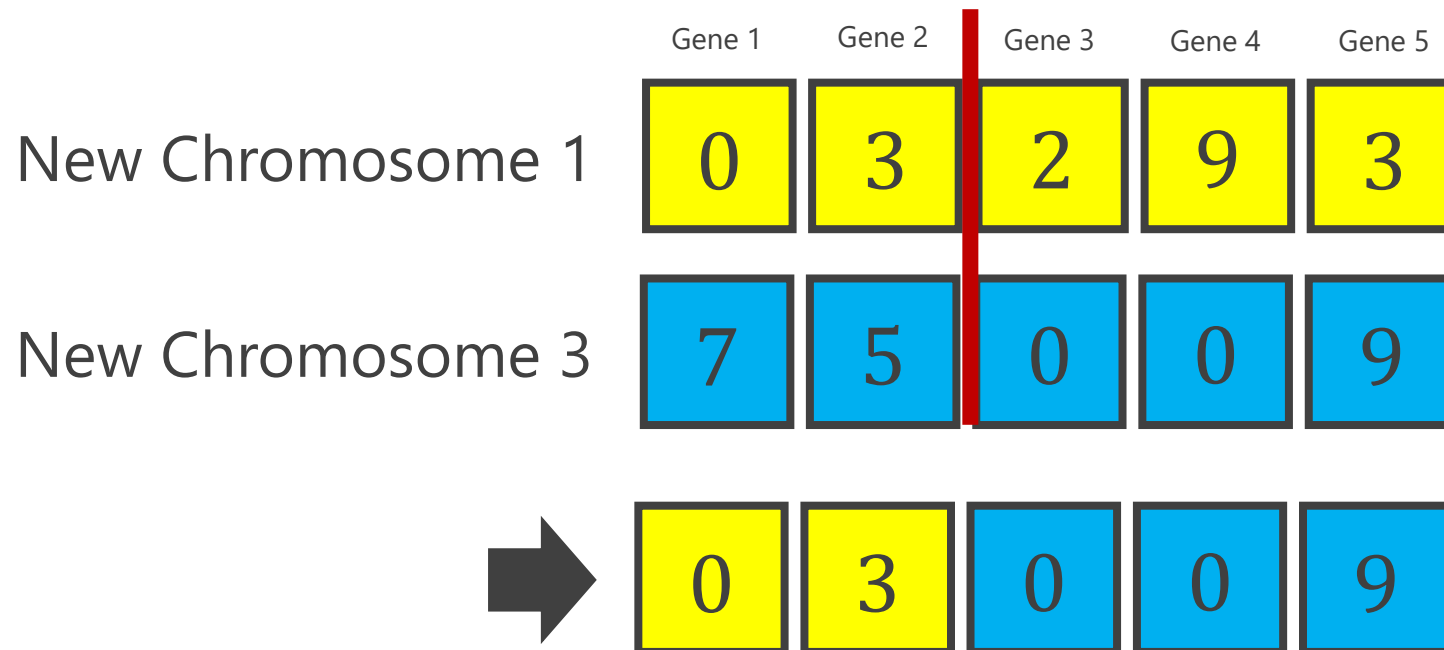 Gene 1 Gene 2 Gene 3 Gene 4 Gene 5
New Chromosome 1 0 3 2 9 3
New Chromosome 3 7 5 0 0 9
0 3 0 0 9